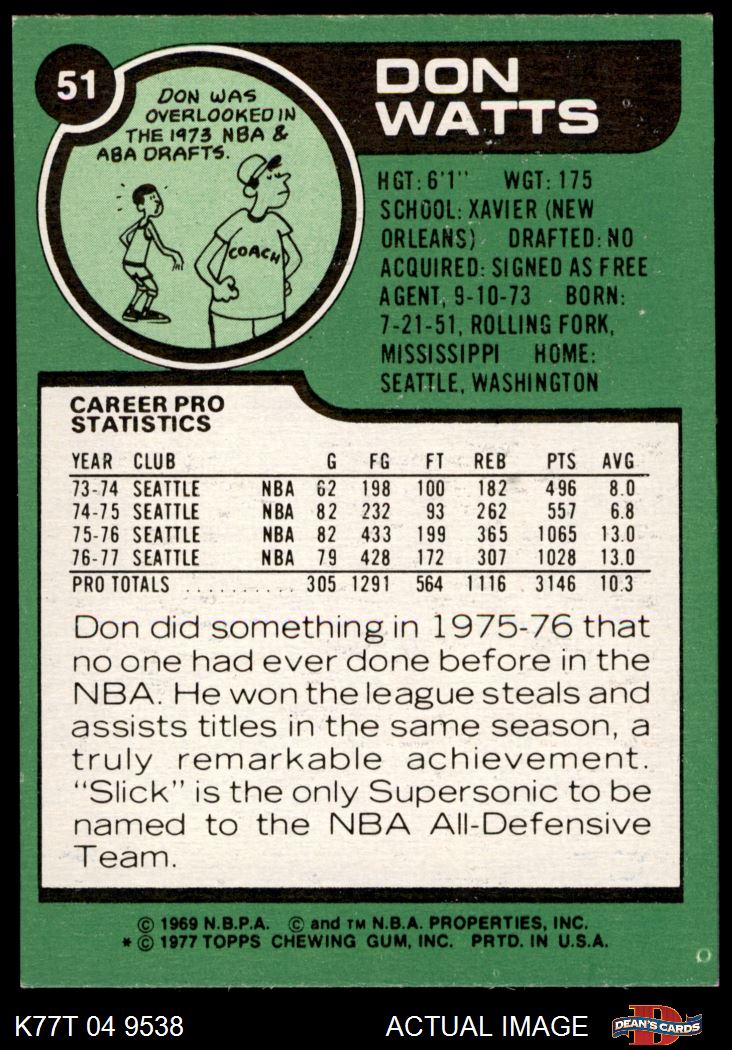 51
DON WAS
OVERLOOKED IN
THE 1973 NBA &
ABA DRAFTS.
COACH
DON
WATTS
HGT: 6'1" WGT: 175
SCHOOL: XAVIER (NEW
ORLEANS) DRAFTED: NO
ACQUIRED: SIGNED AS FREE
AGENT, 9-10-73 BORN:
7-21-51, ROLLING FORK,
MISSISSIPPI HOME:
SEATTLE, WASHINGTON
CAREER PRO
STATISTICS
YEAR CLUB G FG FT REB PTS AVG
73-74 SEATTLE NBA 62 198 100 182 496 8.0
74-75 SEATTLE NBA 82 232 93 262 557 6.8
75-76 SEATTLE NBA 82 433 199 365 1065 13.0
76-77 SEATTLE NBA 79 428 172 307 1028 13.0
PRO TOTALS .......... 305 1291 564 1116 3146 10.3
Don did something in 1975-76 that
no one had ever done before in the
NBA. He won the league steals and
assists titles in the same season, a
truly remarkable achievement.
"Slick" is the only Supersonic to be
named to the NBA All-Defensive
Team.
© 1969 N.B.P.A. © and TM N.B.A. PROPERTIES, INC.
* © 1977 TOPPS CHEWING GUM, INC. PRTD. IN U.S.A.
K77T 04 9538 ACTUAL IMAGE DEAN'S CARDS